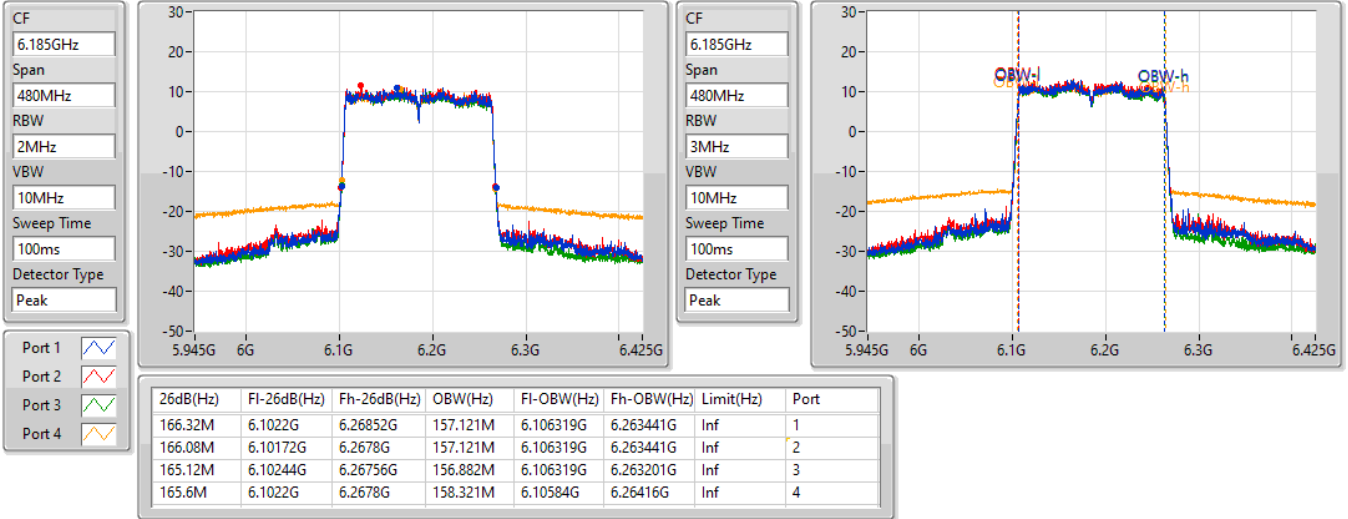 CF
6.185GHz
Span
480MHz
RBW
2MHz
VBW
10MHz
Sweep Time
100ms
Detector Type
Peak
30
20
10
0
-10
-20
-30
-40
-50
5.945G 6G 6.1G 6.2G 6.3G 6.425G
CF
6.185GHz
Span
480MHz
RBW
3MHz
VBW
10MHz
Sweep Time
100ms
Detector Type
Peak
30
20
10
0
-10
-20
-30
-40
-50
OBW-l OBW-h
OBW-h
5.945G 6G 6.1G 6.2G 6.3G 6.425G
Port 1
Port 2
Port 3
Port 4
26dB(Hz) Fl-26dB(Hz) Fh-26dB(Hz) OBW(Hz) Fl-OBW(Hz) Fh-OBW(Hz) Limit(Hz) Port
166.32M 6.1022G 6.26852G 157.121M 6.106319G 6.263441G Inf 1
166.08M 6.10172G 6.2678G 157.121M 6.106319G 6.263441G Inf 2
165.12M 6.10244G 6.26756G 156.882M 6.106319G 6.263201G Inf 3
165.6M 6.1022G 6.2678G 158.321M 6.10584G 6.26416G Inf 4